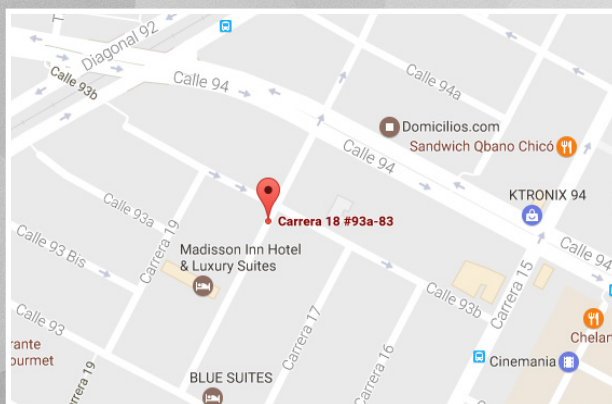 Diagonal 92
Calle 93b
Calle 94
Calle 94a
Domicilios.com
Sandwich Qbano Chicó
Calle 94
KTRONIX 94
Carrera 18 #93a-83
Calle 93a
Carrera 19
Calle 93 Bis
Madisson Inn Hotel
& Luxury Suites
Calle 94
Calle 93b
Carrera 15
Carrera 17
Carrera 16
Calle 93
rante
ourmet
Chelar
Cinemania
BLUE SUITES
rrera 19